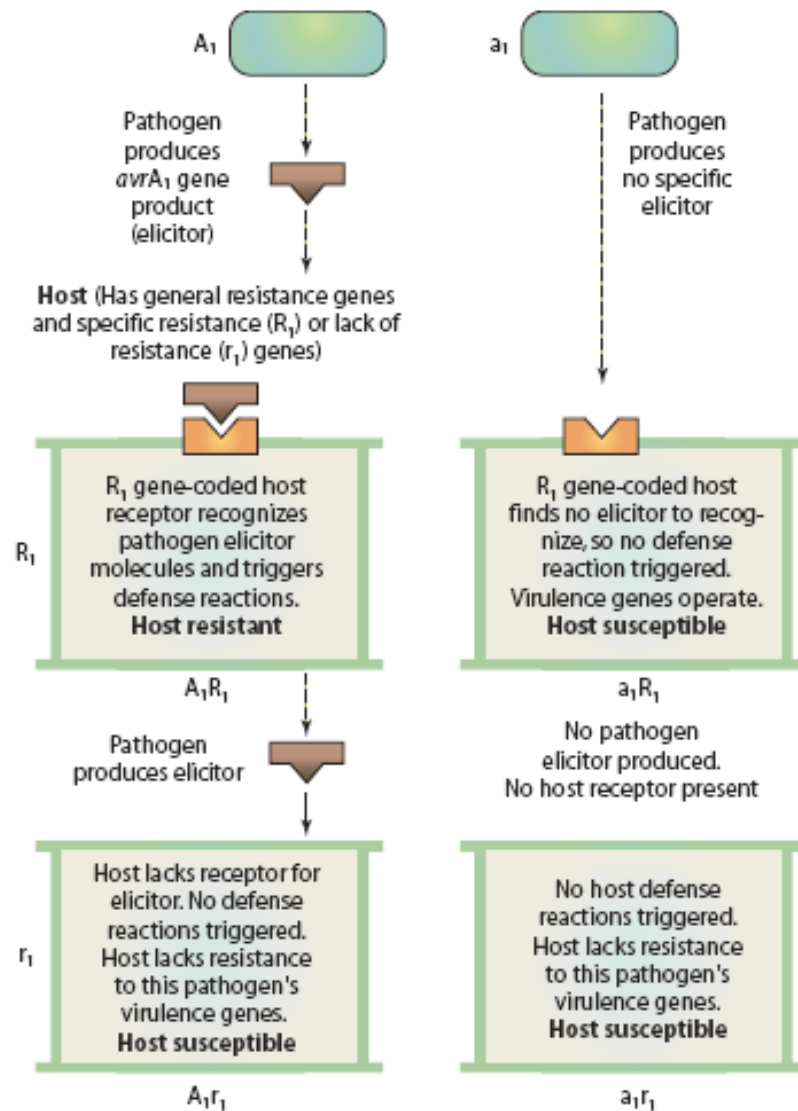 A₁
a₁
Pathogen
produces
avrA₁ gene
product
(elicitor)
Pathogen
produces
no specific
elicitor
Host (Has general resistance genes
and specific resistance (R₁) or lack of
resistance (r₁) genes)
R₁
R₁ gene-coded host
receptor recognizes
pathogen elicitor
molecules and triggers
defense reactions.
Host resistant
R₁ gene-coded host
finds no elicitor to recog-
nize, so no defense
reaction triggered.
Virulence genes operate.
Host susceptible
A₁R₁
a₁R₁
Pathogen
produces elicitor
No pathogen
elicitor produced.
No host receptor present
r₁
Host lacks receptor for
elicitor. No defense
reactions triggered.
Host lacks resistance
to this pathogen's
virulence genes.
Host susceptible
No host defense
reactions triggered.
Host lacks resistance
to this pathogen's
virulence genes.
Host susceptible
A₁r₁
a₁r₁